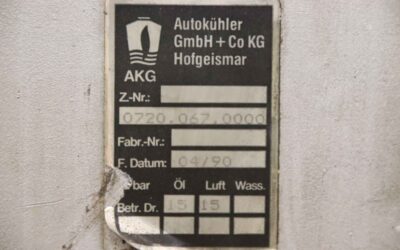 Autokühler
GmbH + Co KG
Hofgeismar
AKG
Z.-Nr.:
0720.067.0000
Fabr.-Nr.:
F. Datum: 04/90
bar Öl Luft Wass.
Betr. Dr. 15 15